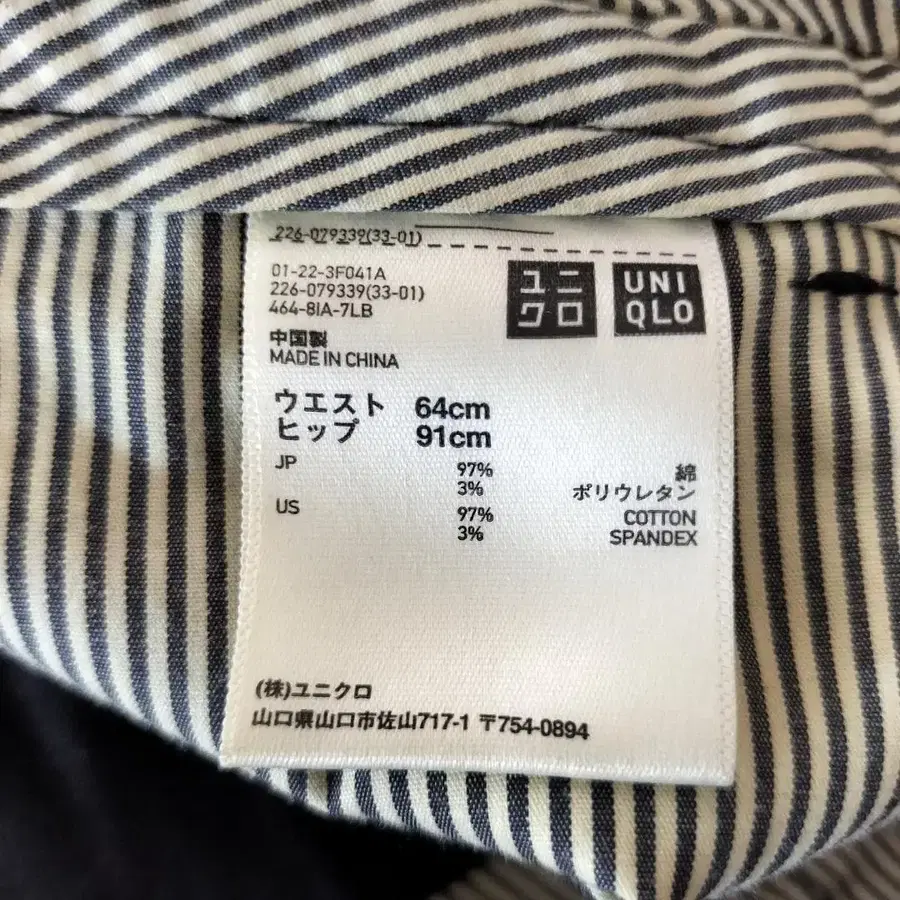 226-079339(33-01)
01-22-3F041A
226-079339(33-01)
464-8IA-7LB
中国製
MADE IN CHINA
ユニ
クロ
UNI
QLO
ウエスト 64cm
ヒップ 91cm
JP 97% 綿
3% ポリウレタン
US 97% COTTON
3% SPANDEX
(株)ユニクロ
山口県山口市佐山717-1 〒754-0894